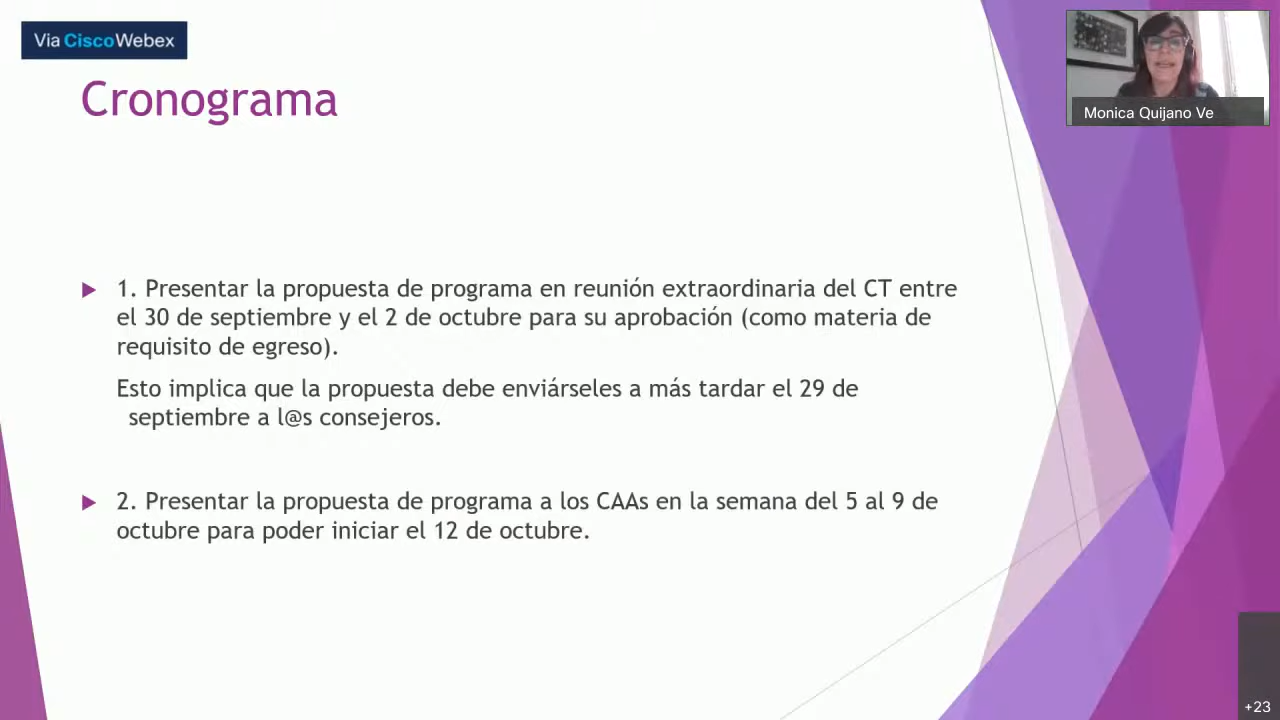 Via CiscoWebex
Cronograma
Monica Quijano Ve
1. Presentar la propuesta de programa en reunión extraordinaria del CT entre
el 30 de septiembre y el 2 de octubre para su aprobación (como materia de
requisito de egreso).
Esto implica que la propuesta debe enviárseles a más tardar el 29 de
septiembre a l@s consejeros.
2. Presentar la propuesta de programa a los CAAs en la semana del 5 al 9 de
octubre para poder iniciar el 12 de octubre.
+23